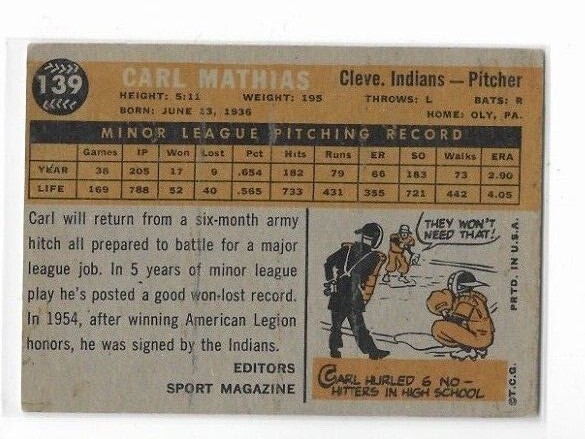 139
CARL MATHIAS
Cleve. Indians — Pitcher
HEIGHT: 5:11 WEIGHT: 195 THROWS: L BATS: R
BORN: JUNE 13, 1936 HOME: OLY, PA.
MINOR LEAGUE PITCHING RECORD
Games IP Won Lost Pct Hits Runs ER SO Walks ERA
YEAR 38 205 17 9 .654 182 79 66 183 73 2.90
LIFE 169 788 52 40 .565 733 431 355 721 442 4.05
Carl will return from a six-month army
hitch all prepared to battle for a major
league job. In 5 years of minor league
play he's posted a good won-lost record.
In 1954, after winning American Legion
honors, he was signed by the Indians.
EDITORS
SPORT MAGAZINE
THEY WON'T
NEED THAT!
CARL HURLED 6 NO-
HITTERS IN HIGH SCHOOL
©T.C.G. PRTD. IN U.S.A.